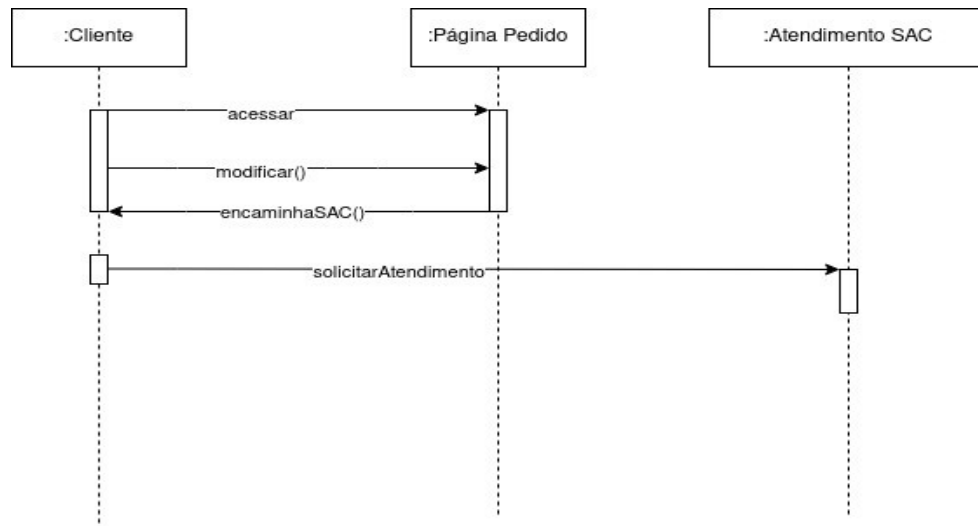 :Cliente
:Página Pedido
:Atendimento SAC
acessar
modificar()
encaminhaSAC()
solicitarAtendimento